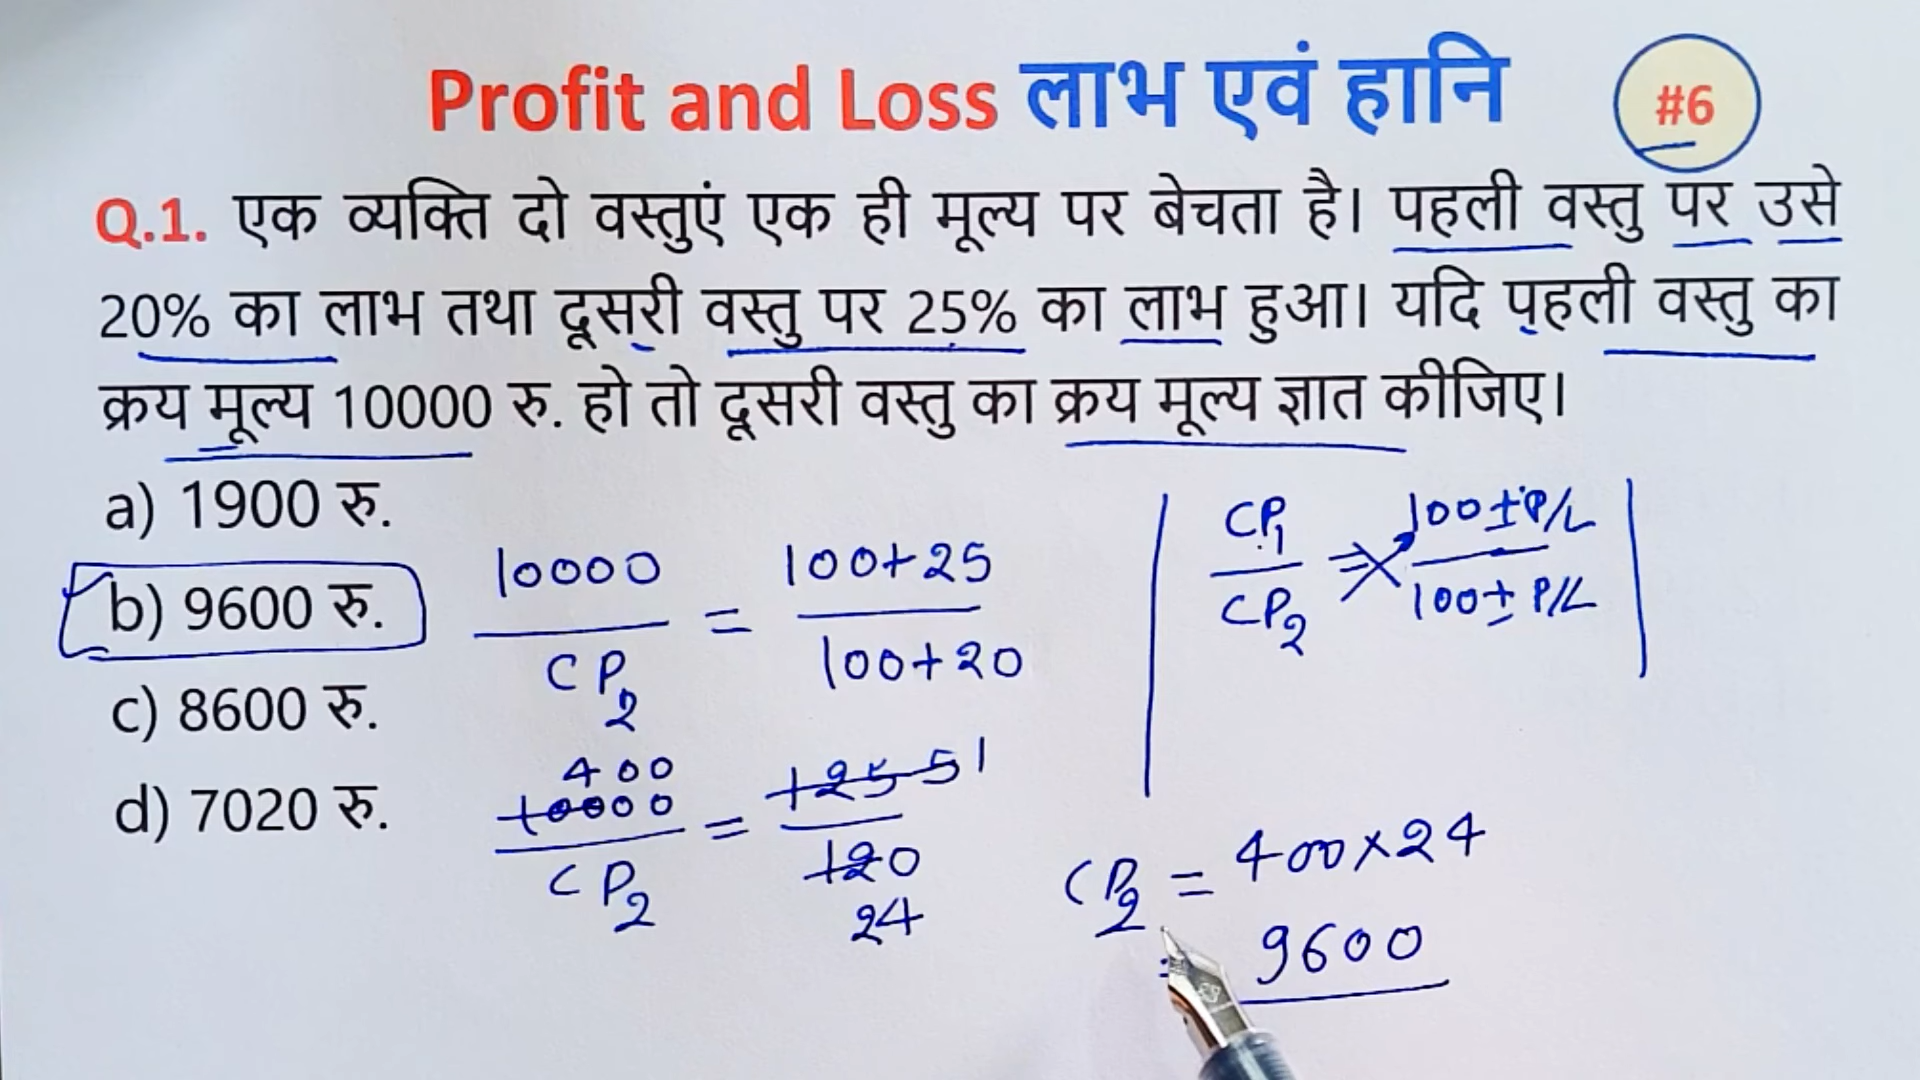 Profit and Loss लाभ एवं हानि #6
Q.1. एक व्यक्ति दो वस्तुएं एक ही मूल्य पर बेचता है। पहली वस्तु पर उसे
20% का लाभ तथा दूसरी वस्तु पर 25% का लाभ हुआ। यदि पहली वस्तु का
क्रय मूल्य 10000 रु. हो तो दूसरी वस्तु का क्रय मूल्य ज्ञात कीजिए।
a) 1900 रु.
b) 9600 रु.
c) 8600 रु.
d) 7020 रु.
10000 = 100+25
CP2 100+20
400
10000 = 125 5 1
CP2 120
24
CP1 = 100±P/L
CP2 100±P/L
CP2 = 400×24
= 9600